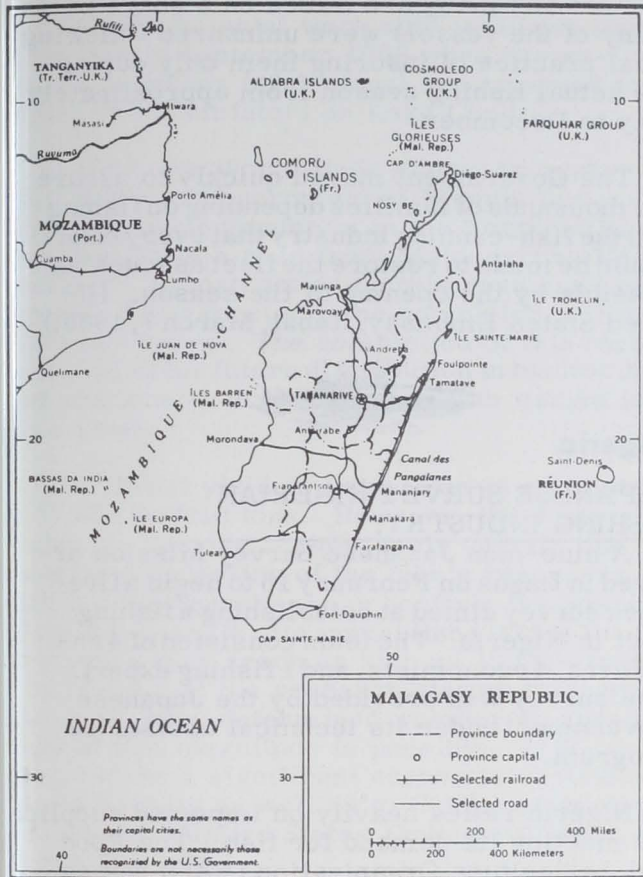 Rufiji
40
50
TANGANYIKA
(Tr. Terr.-U.K.)
ALDABRA ISLANDS
(U.K.)
COSMOLEDO
GROUP
(U.K.)
10
10
Mtwara
Masasi
ÎLES
GLORIEUSES
(Mal. Rep.)
FARQUHAR GROUP
(U.K.)
Ruvuma
COMORO
ISLANDS
(Fr.)
CAP D'AMBRE
Diégo-Suarez
Porto Amélia
NOSY BE
MOZAMBIQUE
(Port.)
Nacala
Cuamba
Lumbo
Antalaha
Majunga
Marovoay
ÎLE TROMELIN
(U.K.)
ÎLE JUAN DE NOVA
(Mal. Rep.)
Andreba
ÎLE SAINTE-MARIE
Quelimane
ÎLES BARREN
(Mal. Rep.)
TANANARIVE
Tamatave
MOZAMBIQUE CHANNEL
Antsirabe
20
20
Morondava
Canal des
Pangalanes
Saint-Denis
BASSAS DA INDIA
(Mal. Rep.)
Fianarantsoa
Mananjary
REUNION
(Fr.)
ÎLE EUROPA
(Mal. Rep.)
Manakara
Tulear
Farafangana
Fort-Dauphin
CAP SAINTE-MARIE
50
MALAGASY REPUBLIC
INDIAN OCEAN
Province boundary
Province capital
Selected railroad
Selected road
30
30
0 200 400 Miles
0 200 400 Kilometers
Provinces have the same names as
their capital cities.
Boundaries are not necessarily those
recognized by the U.S. Government.
40